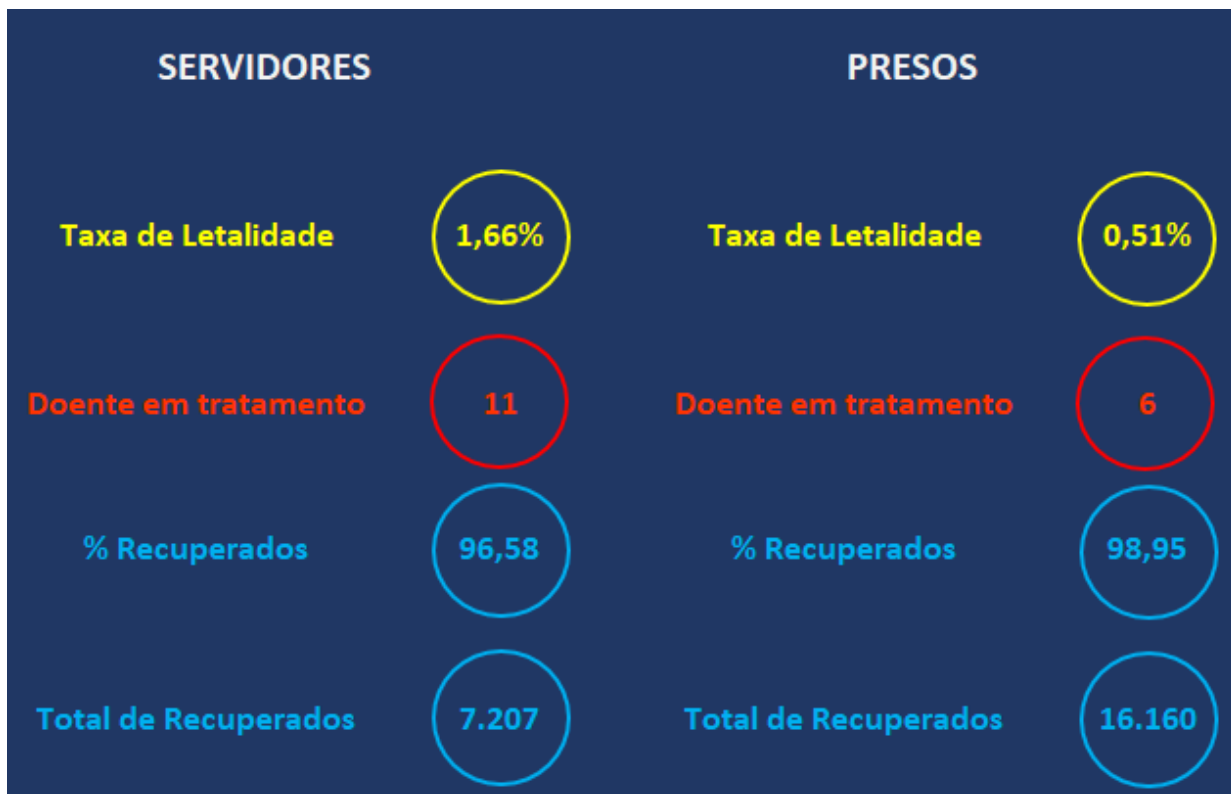 SERVIDORES
PRESOS
Taxa de Letalidade
1,66%
Taxa de Letalidade
0,51%
Doente em tratamento
11
Doente em tratamento
6
% Recuperados
96,58
% Recuperados
98,95
Total de Recuperados
7.207
Total de Recuperados
16.160